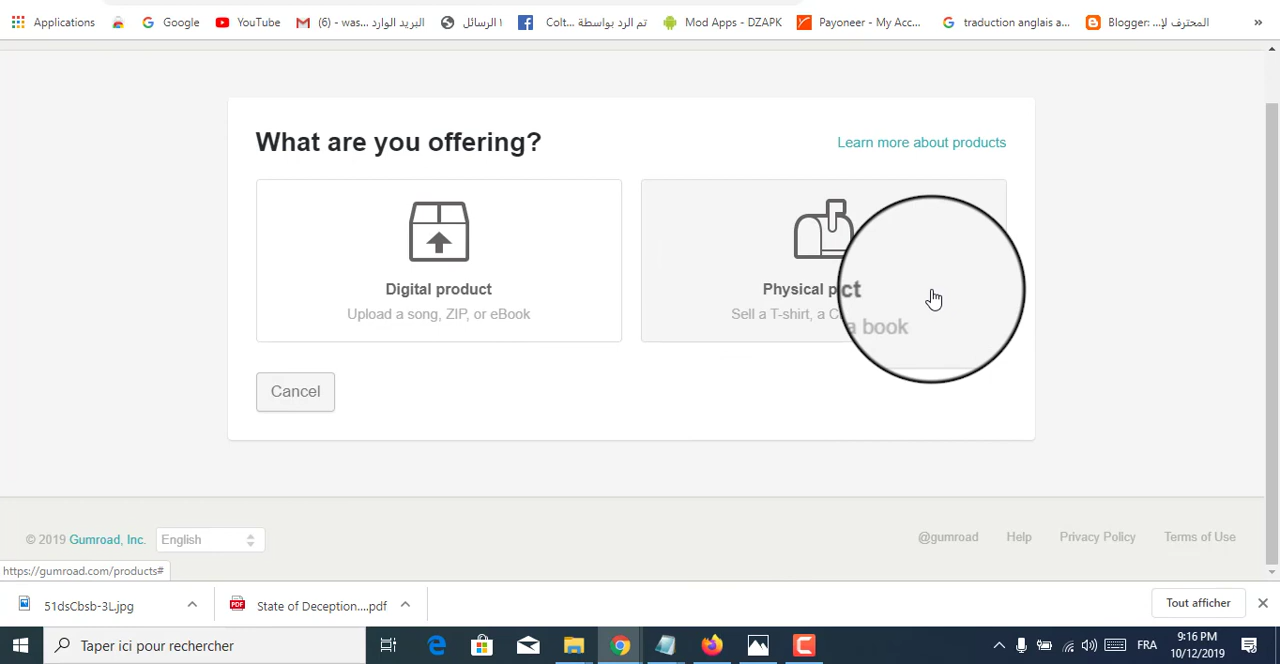 Applications Google YouTube البريد الوارد (6) - was... الرسائل ١ تم الرد بواسطة Colt... Mod Apps - DZAPK Payoneer - My Acc... traduction anglais a... Blogger: المحترف لإ... »
What are you offering?
Learn more about products
Digital product
Upload a song, ZIP, or eBook
Physical p ct
Sell a T-shirt, a C a book
Cancel
© 2019 Gumroad, Inc. English
@gumroad Help Privacy Policy Terms of Use
https://gumroad.com/products#
51dsCbsb-3L.jpg
State of Deception....pdf
Tout afficher
Taper ici pour rechercher
FRA
9:16 PM
10/12/2019